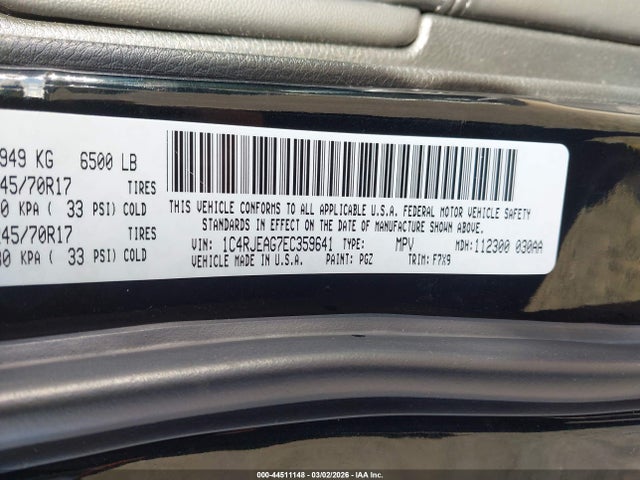 949 KG 6500 LB
45/70R17 TIRES
0 KPA ( 33 PSI) COLD
245/70R17 TIRES
30 KPA ( 33 PSI) COLD
THIS VEHICLE CONFORMS TO ALL APPLICABLE U.S.A. FEDERAL MOTOR VEHICLE SAFETY
STANDARDS IN EFFECT ON THE DATE OF MANUFACTURE SHOWN ABOVE.
VIN: 1C4RJEAG7EC359641 TYPE: MPV MDH: 112300 030AA
VEHICLE MADE IN U.S.A. PAINT: PGZ TRIM: F7X9
000-44511148 - 03/02/2026 - IAA Inc.